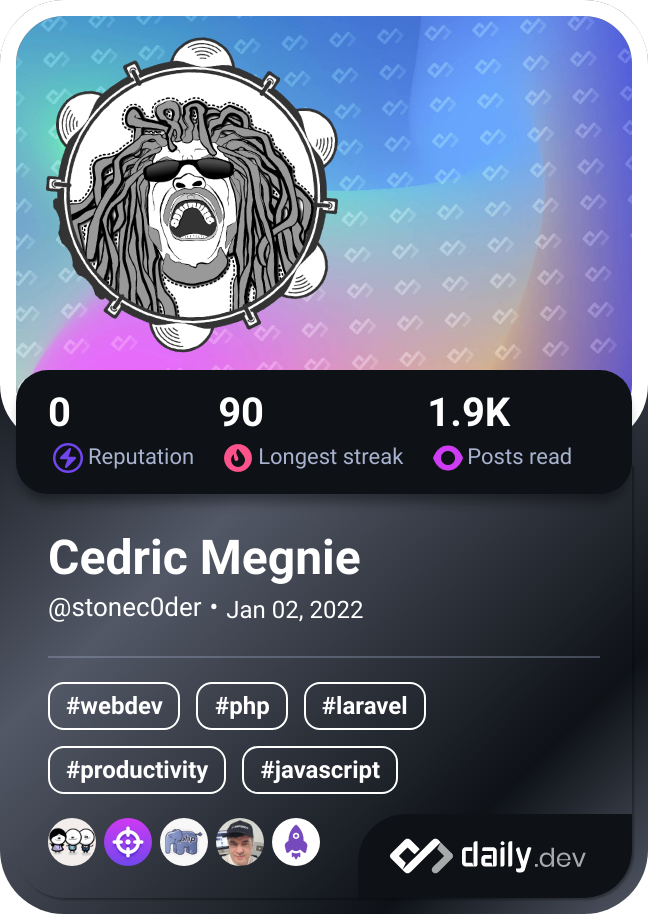 0 90 1.9K
Reputation Longest streak Posts read
Cedric Megnie
@stonec0der • Jan 02, 2022
#webdev #php #laravel
#productivity #javascript
php
daily.dev